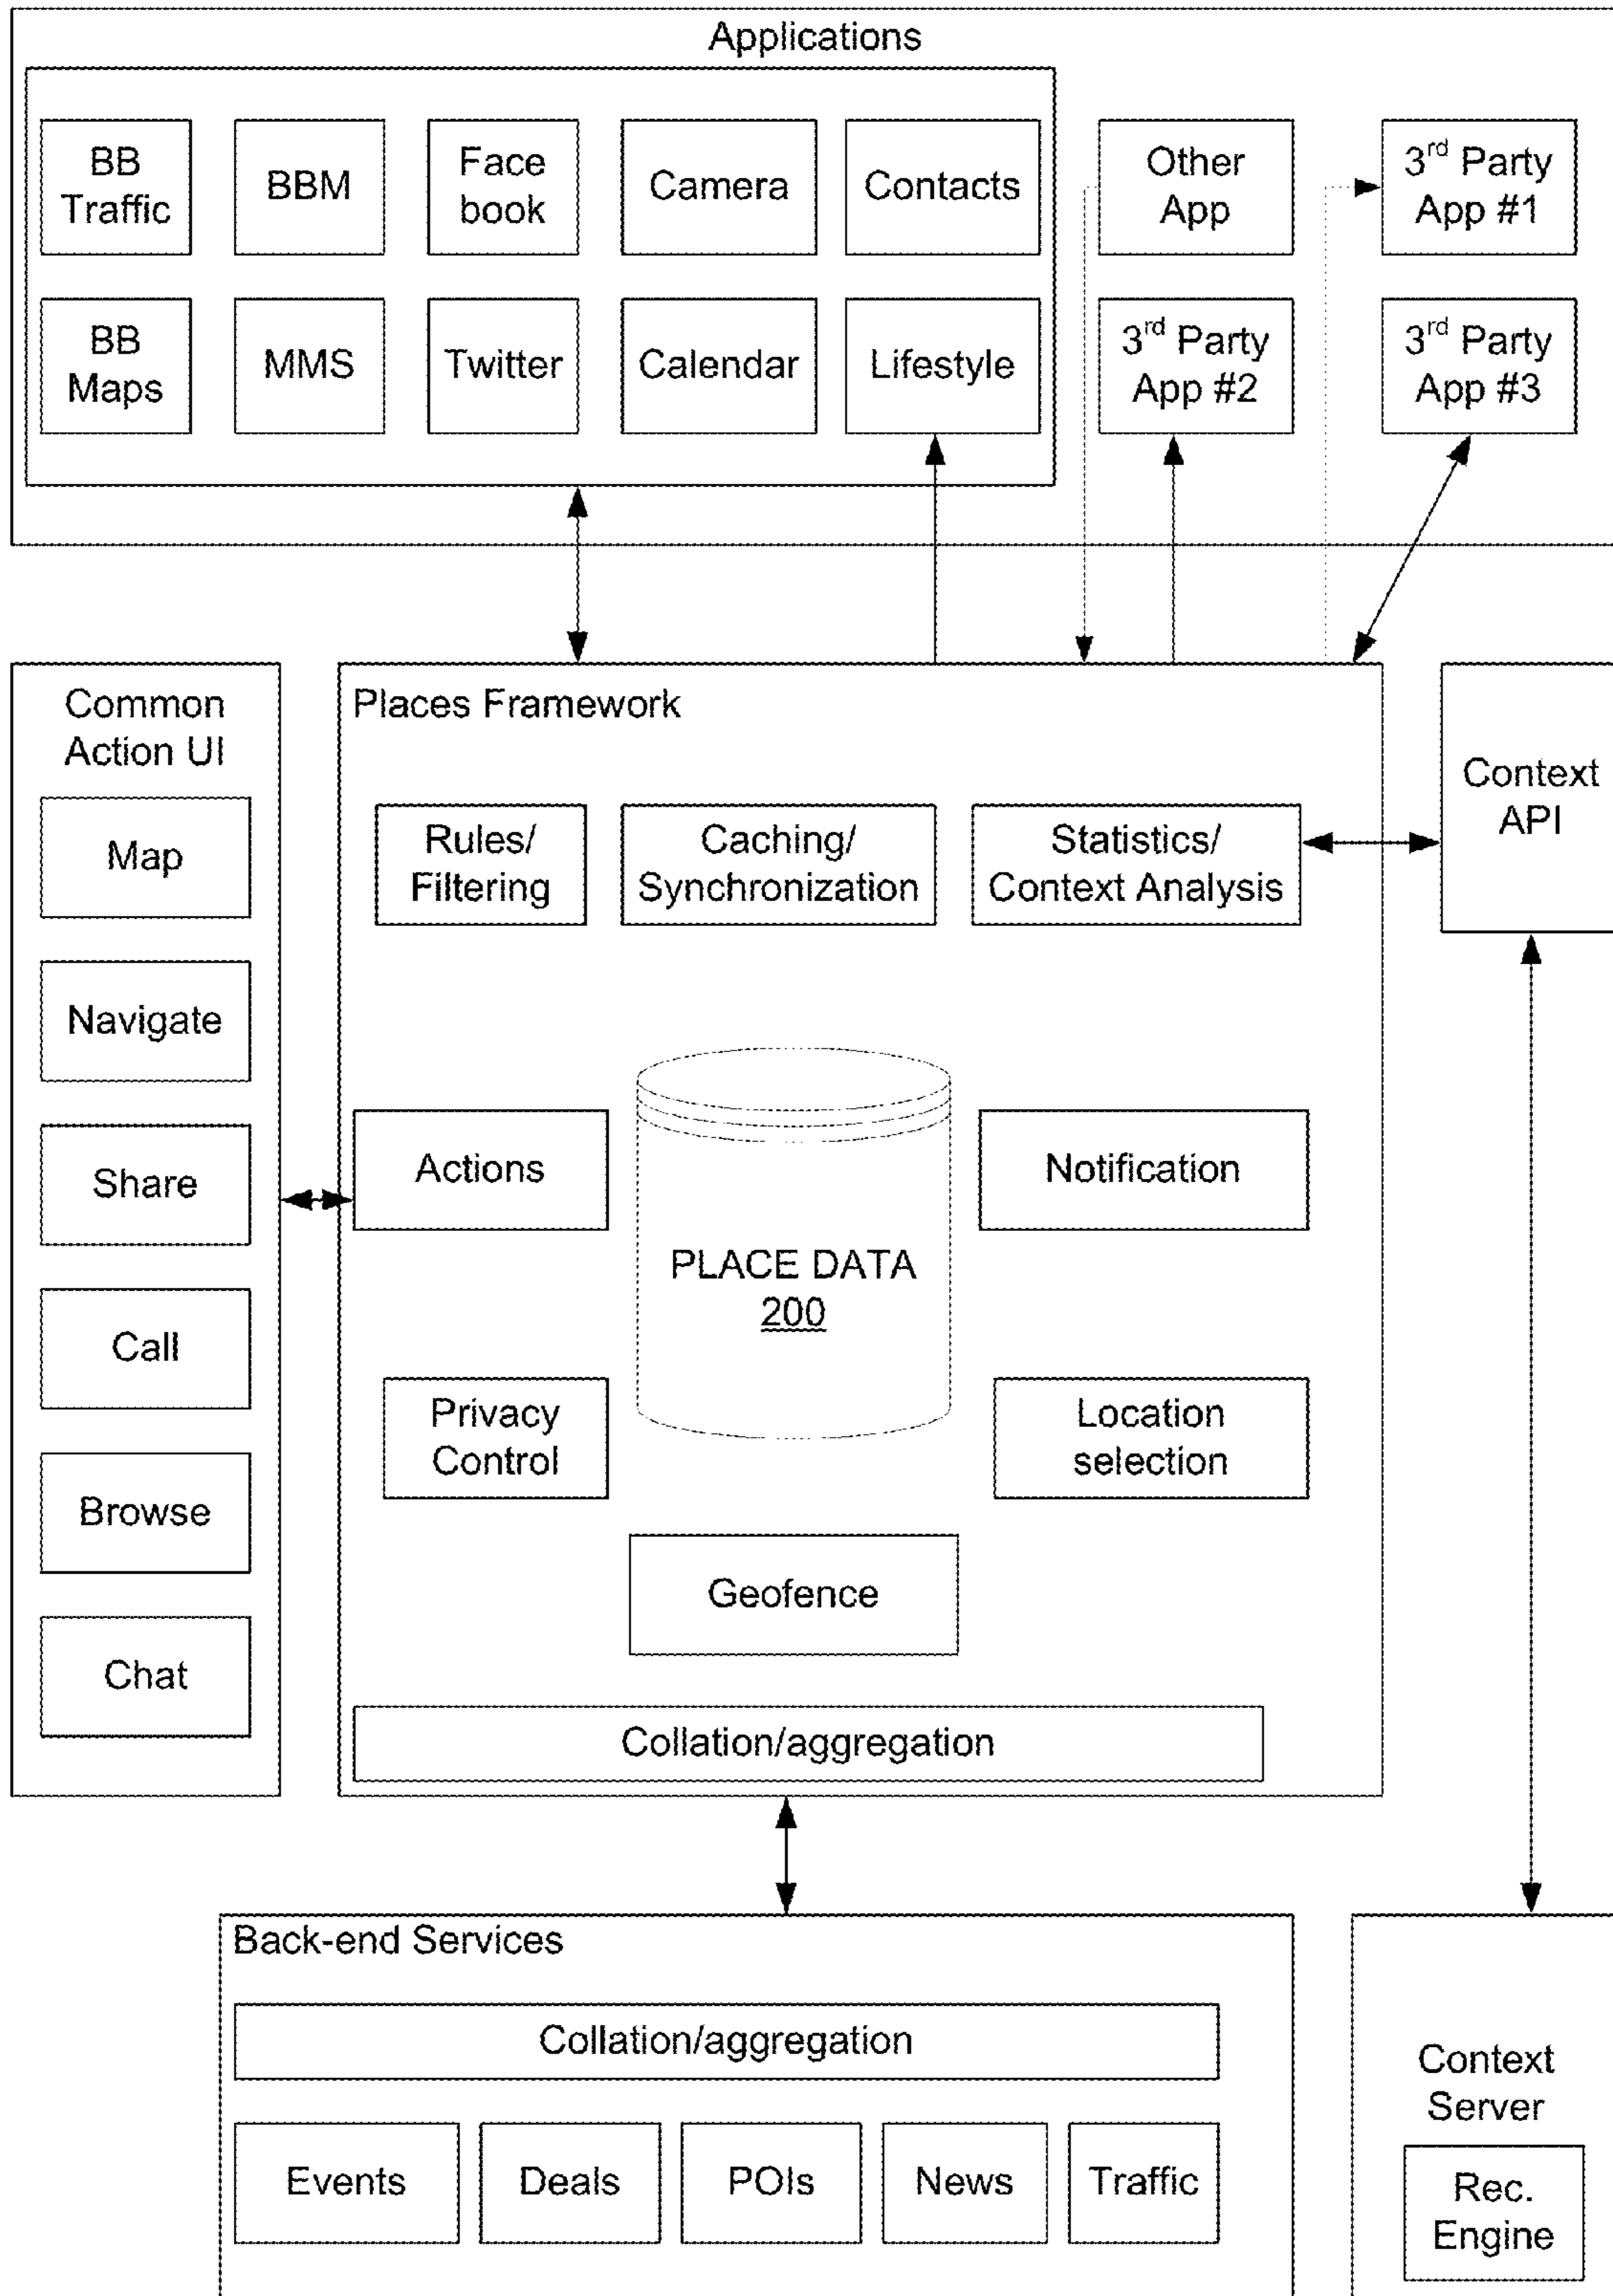 Applications
BB
Traffic
BBM
Face
book
Camera
Contacts
Other
App
3rd Party
App #1
BB
Maps
MMS
Twitter
Calendar
Lifestyle
3rd Party
App #2
3rd Party
App #3
Common
Action UI
Map
Navigate
Share
Call
Browse
Chat
Places Framework
Rules/
Filtering
Caching/
Synchronization
Statistics/
Context Analysis
Actions
PLACE DATA
200
Notification
Privacy
Control
Location
selection
Geofence
Collation/aggregation
Context
API
Back-end Services
Collation/aggregation
Events
Deals
POIs
News
Traffic
Context
Server
Rec.
Engine